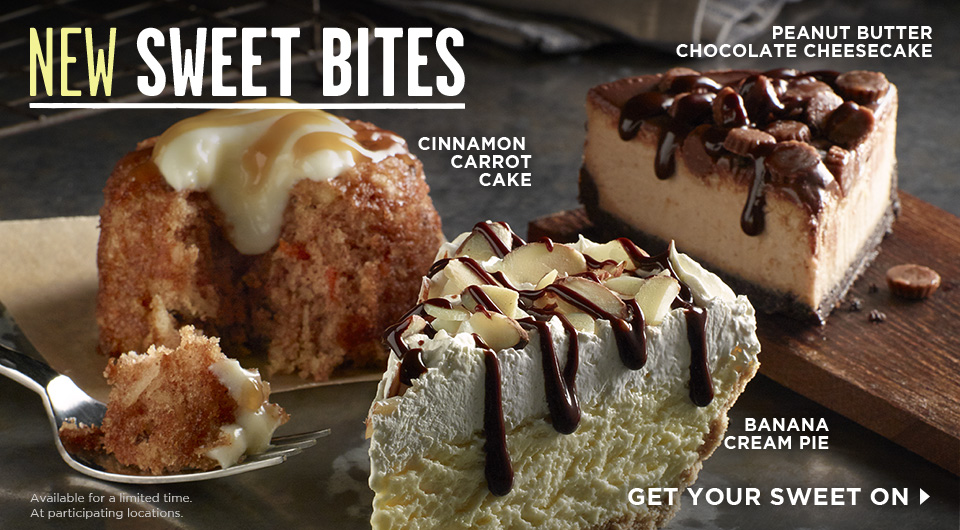 NEW SWEET BITES
PEANUT BUTTER
CHOCOLATE CHEESECAKE
CINNAMON
CARROT
CAKE
BANANA
CREAM PIE
Available for a limited time.
At participating locations.
GET YOUR SWEET ON